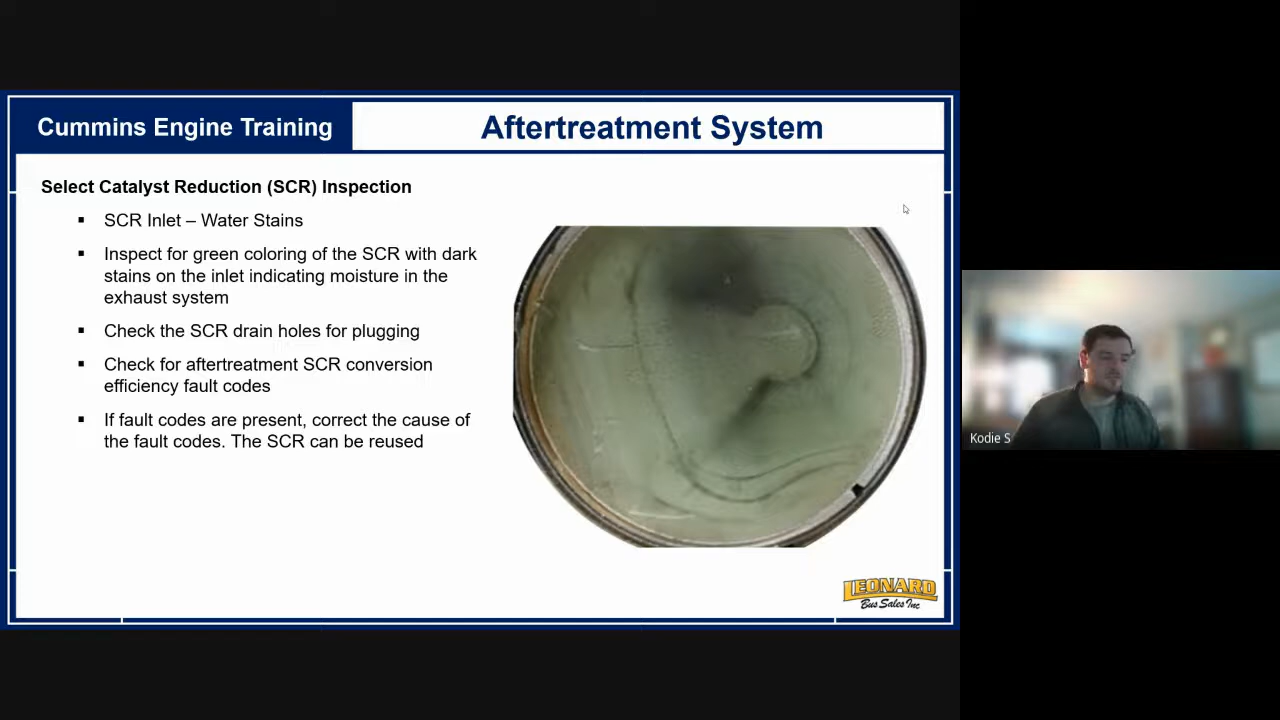 Cummins Engine Training
Aftertreatment System
Select Catalyst Reduction (SCR) Inspection
▪ SCR Inlet – Water Stains
▪ Inspect for green coloring of the SCR with dark
stains on the inlet indicating moisture in the
exhaust system
▪ Check the SCR drain holes for plugging
▪ Check for aftertreatment SCR conversion
efficiency fault codes
▪ If fault codes are present, correct the cause of
the fault codes. The SCR can be reused
Kodie S
LEONARD
Bus Sales Inc